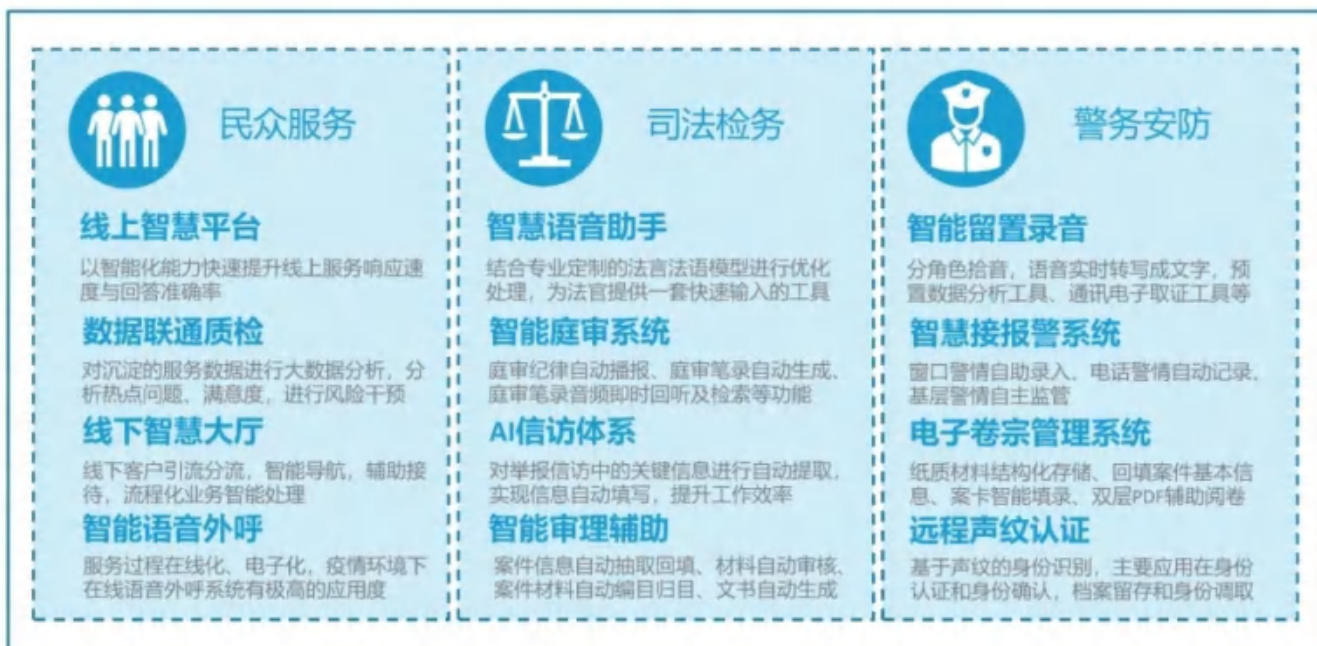 民众服务
线上智慧平台
以智能化能力快速提升线上服务响应速
度与回答准确率
数据联通质检
对沉淀的服务数据进行大数据分析，分
析热点问题、满意度，进行风险干预
线下智慧大厅
线下客户引流分流，智能导航，辅助接
待，流程化业务智能处理
智能语音外呼
服务过程在线化、电子化，疫情环境下
在线语音外呼系统有极高的应用度
司法检务
智慧语音助手
结合专业定制的法言法语模型进行优化
处理，为法官提供一套快速输入的工具
智能庭审系统
庭审纪律自动播报、庭审笔录自动生成、
庭审笔录音频即时回听及检索等功能
AI信访体系
对举报信访中的关键信息进行自动提取，
实现信息自动填写，提升工作效率
智能审理辅助
案件信息自动抽取回填、材料自动审核、
案件材料自动编目归目、文书自动生成
警务安防
智能留置录音
分角色拾音，语音实时转写成文字，预
置数据分析工具、通讯电子取证工具等
智慧接报警系统
窗口警情自助录入、电话警情自动记录、
基层警情自主监管
电子卷宗管理系统
纸质材料结构化存储、回填案件基本信
息、案卡智能填录、双层PDF辅助阅卷
远程声纹认证
基于声纹的身份识别，主要应用在身份
认证和身份确认，档案留存和身份调取